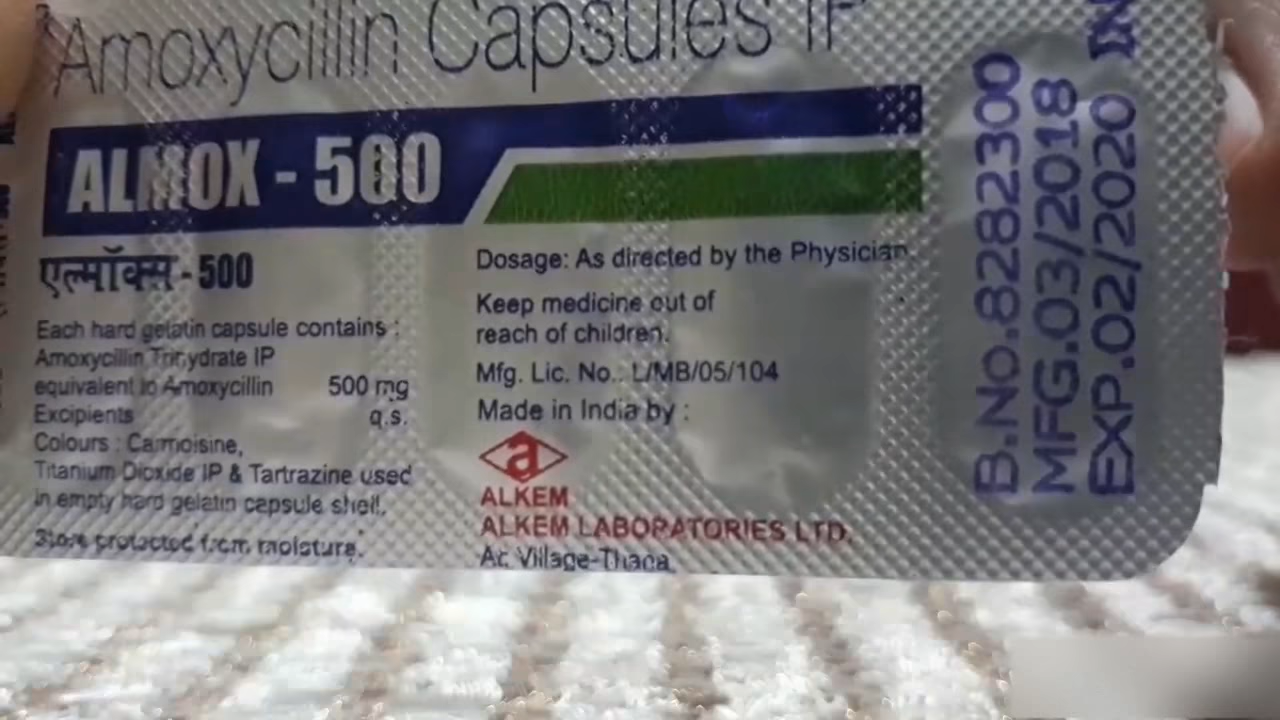 Amoxycillin Capsules IP
ALMOX - 500
एल्मॉक्स - 500
Each hard gelatin capsule contains :
Amoxycillin Trihydrate IP
equivalent to Amoxycillin 500 mg
Excipients q.s.
Colours : Carmoisine,
Titanium Dioxide IP & Tartrazine used
in empty hard gelatin capsule shell.
Store protected from moisture.
Dosage: As directed by the Physician.
Keep medicine out of
reach of children.
Mfg. Lic. No.: L/MB/05/104
Made in India by :
a
ALKEM
ALKEM LABORATORIES LTD.
At: Village-Thana
B.No.8282300
MFG.03/2018
EXP.02/2020 IN